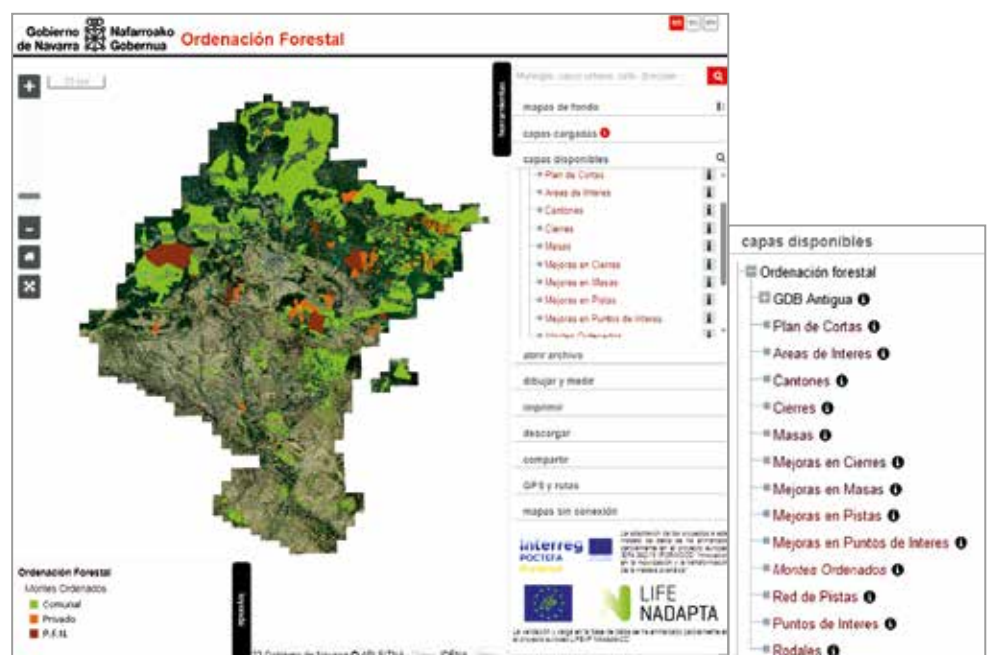 Gobierno de Navarra
Nafarroako Gobernua
Ordenación Forestal
mapas de fondo
capas cargadas
capas disponibles
Plan de Cortas
Areas de Interes
Cantones
Cierres
Masas
Mejoras en Cierres
Mejoras en Masas
Mejoras en Pistas
Mejoras en Puntos de Interes
Montes Ordenados
abrir archivo
dibujar y medir
imprimir
descargar
compartir
GPS y rutas
mapas sin conexión
herramientas
Interreg
POCTEFA
LIFE
NADAPTA
Ordenación Forestal
Montes Ordenados
Comunal
Privado
P.F.N.
leyenda
capas disponibles
Ordenación forestal
GDB Antigua
Plan de Cortas
Areas de Interes
Cantones
Cierres
Masas
Mejoras en Cierres
Mejoras en Masas
Mejoras en Pistas
Mejoras en Puntos de Interes
Montes Ordenados
Red de Pistas
Puntos de Interes
Rodales